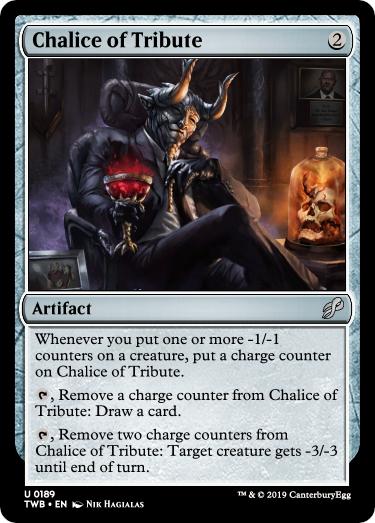 Chalice of Tribute 2
Artifact
Whenever you put one or more -1/-1
counters on a creature, put a charge counter
on Chalice of Tribute.
, Remove a charge counter from Chalice of
Tribute: Draw a card.
, Remove two charge counters from
Chalice of Tribute: Target creature gets -3/-3
until end of turn.
U 0189
TWB • EN Nik Hagialas
™ & © 2019 CanterburyEgg